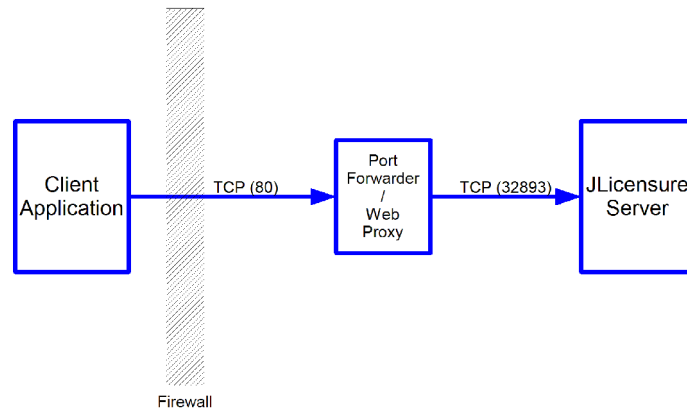 Client
Application
TCP (80)
Port
Forwarder
/
Web
Proxy
TCP (32893)
JLicensure
Server
Firewall